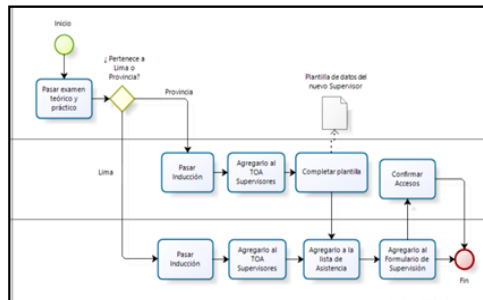 Inicio
¿ Pertenece a
Lima o
Provincia?
Pasar examen
teórico y
práctico
Provincia
Plantilla de datos del
nuevo Supervisor
Lima
Pasar
Inducción
Agregarlo al
TOA
Supervisores
Completar plantilla
Confirmar
Accesos
Pasar
Inducción
Agregarlo al
TOA
Supervisores
Agregarlo a la
lista de
Asistencia
Agregarlo al
Formulario de
Supervisión
Fin